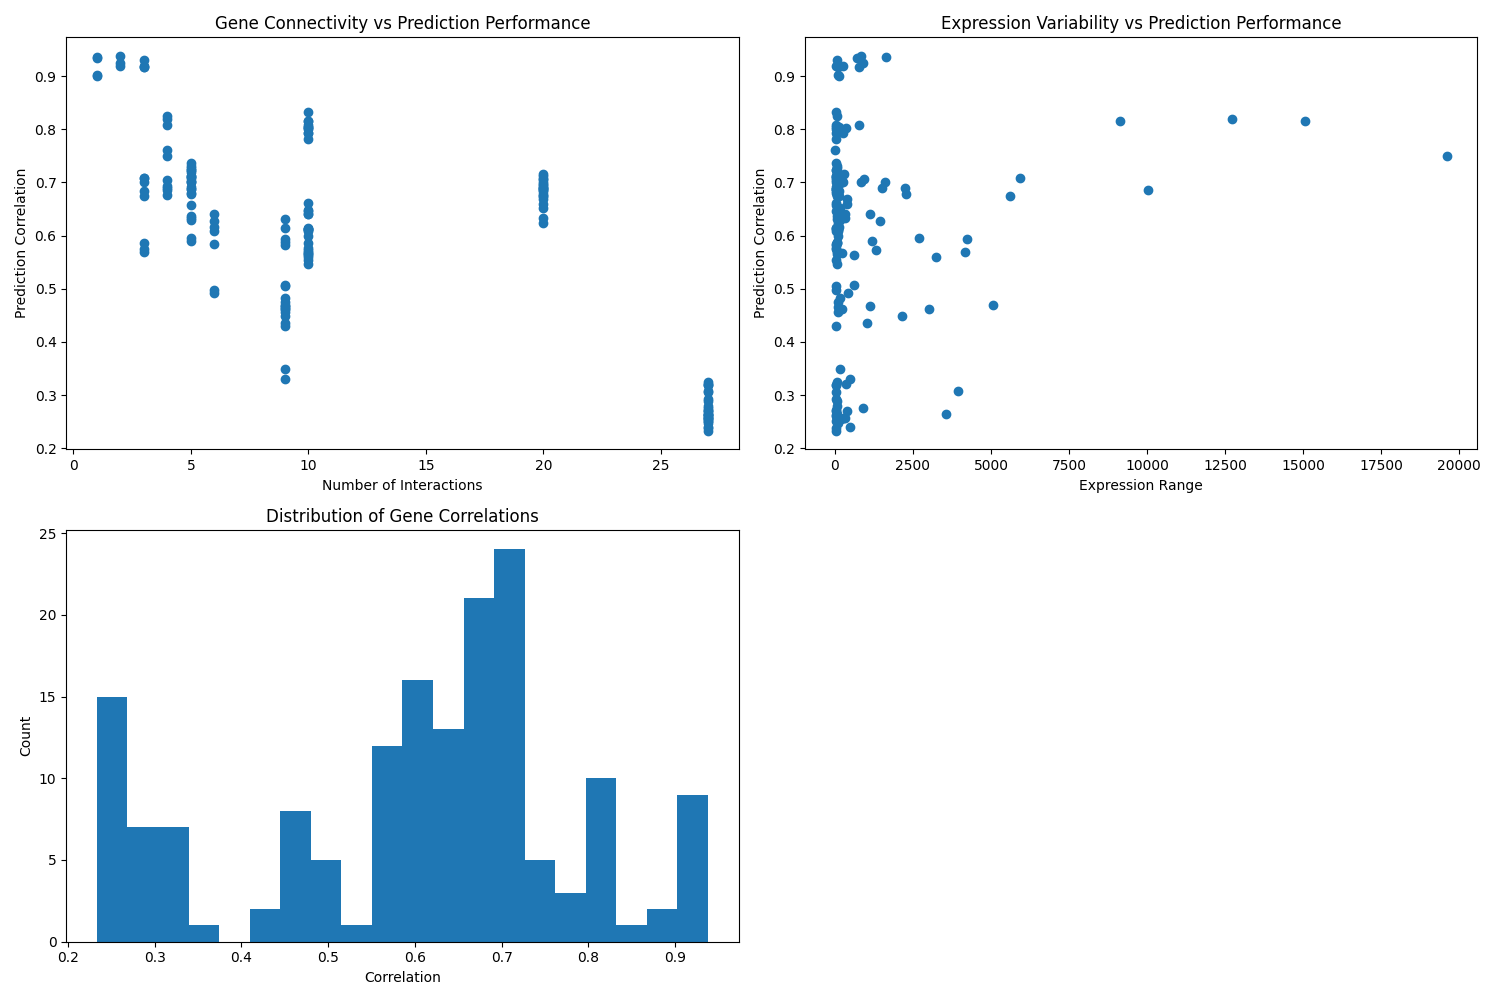 Gene Connectivity vs Prediction Performance
Prediction Correlation
0.9
0.8
0.7
0.6
0.5
0.4
0.3
0.2
0 5 10 15 20 25
Number of Interactions
Expression Variability vs Prediction Performance
Prediction Correlation
0.9
0.8
0.7
0.6
0.5
0.4
0.3
0.2
0 2500 5000 7500 10000 12500 15000 17500 20000
Expression Range
Distribution of Gene Correlations
Count
25
20
15
10
5
0
0.2 0.3 0.4 0.5 0.6 0.7 0.8 0.9
Correlation